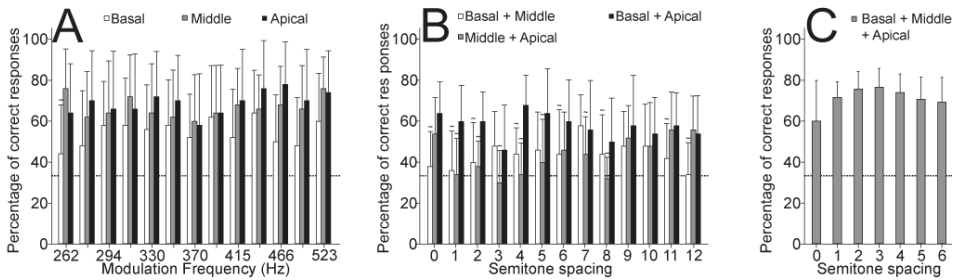 A
Basal Middle Apical
Percentage of correct responses
100
80
60
40
20
0
262 294 330 370 415 466 523
Modulation Frequency (Hz)
B
Basal + Middle Basal + Apical
Middle + Apical
Percentage of correct res ponses
100
80
60
40
20
0
0 1 2 3 4 5 6 7 8 9 10 11 12
Semitone spacing
C
Basal + Middle
+ Apical
Percentage of correct responses
100
80
60
40
20
0
0 1 2 3 4 5 6
Semitone spacing